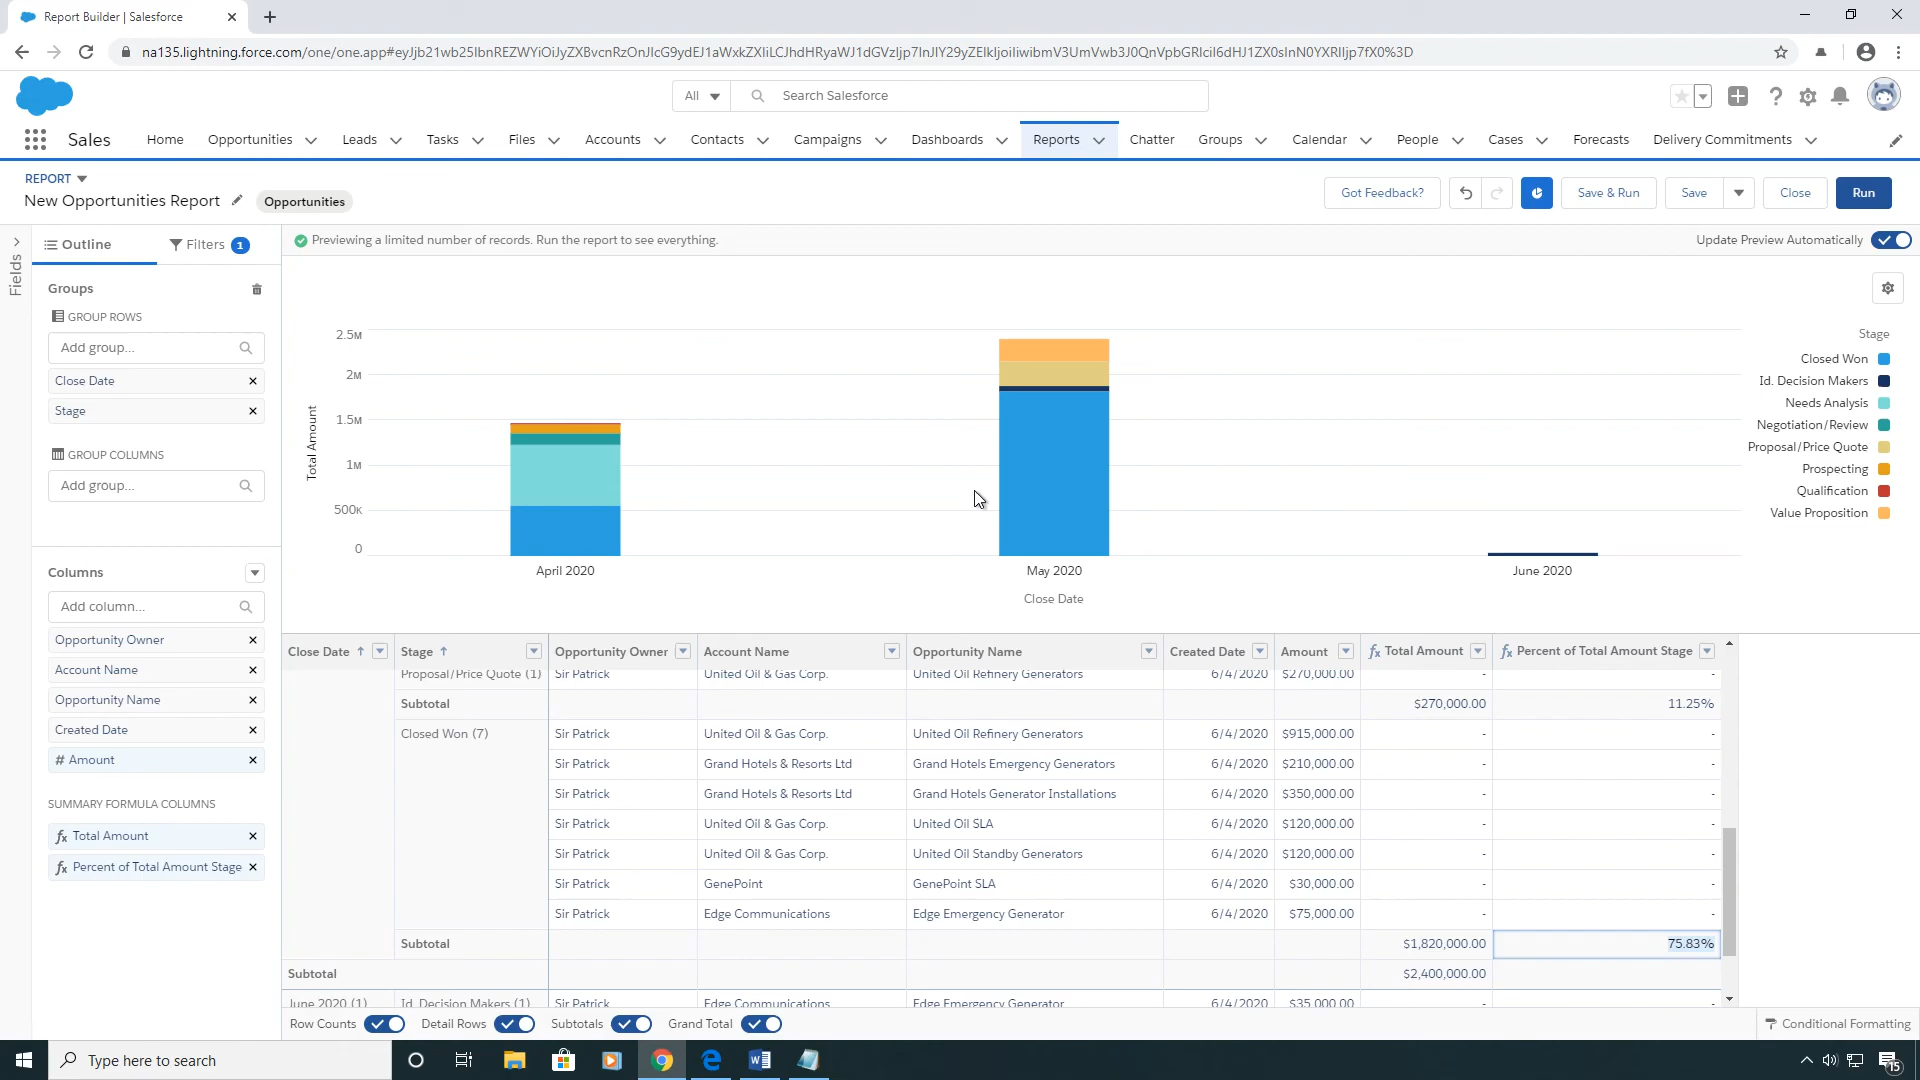 Report Builder | Salesforce
na135.lightning.force.com/one/one.app#
All
Search Salesforce
Sales
Home
Opportunities
Leads
Tasks
Files
Accounts
Contacts
Campaigns
Dashboards
Reports
Chatter
Groups
Calendar
People
Cases
Forecasts
Delivery Commitments
REPORT
New Opportunities Report
Opportunities
Got Feedback?
Save & Run
Save
Close
Run
Fields
Outline
Filters 1
Previewing a limited number of records. Run the report to see everything.
Update Preview Automatically
Groups
GROUP ROWS
Add group...
Close Date
Stage
GROUP COLUMNS
Add group...
Columns
Add column...
Opportunity Owner
Account Name
Opportunity Name
Created Date
# Amount
SUMMARY FORMULA COLUMNS
fx Total Amount
fx Percent of Total Amount Stage
Total Amount
2.5M
2M
1.5M
1M
500K
0
April 2020
May 2020
June 2020
Close Date
Stage
Closed Won
Id. Decision Makers
Needs Analysis
Negotiation/Review
Proposal/Price Quote
Prospecting
Qualification
Value Proposition
Close Date ↑ Stage ↑ Opportunity Owner Account Name Opportunity Name Created Date Amount fx Total Amount fx Percent of Total Amount Stage
Proposal/Price Quote (1) Sir Patrick United Oil & Gas Corp. United Oil Refinery Generators 6/4/2020 $270,000.00 - -
Subtotal $270,000.00 11.25%
Closed Won (7) Sir Patrick United Oil & Gas Corp. United Oil Refinery Generators 6/4/2020 $915,000.00 - -
Sir Patrick Grand Hotels & Resorts Ltd Grand Hotels Emergency Generators 6/4/2020 $210,000.00 - -
Sir Patrick Grand Hotels & Resorts Ltd Grand Hotels Generator Installations 6/4/2020 $350,000.00 - -
Sir Patrick United Oil & Gas Corp. United Oil SLA 6/4/2020 $120,000.00 - -
Sir Patrick United Oil & Gas Corp. United Oil Standby Generators 6/4/2020 $120,000.00 - -
Sir Patrick GenePoint GenePoint SLA 6/4/2020 $30,000.00 - -
Sir Patrick Edge Communications Edge Emergency Generator 6/4/2020 $75,000.00 - -
Subtotal $1,820,000.00 75.83%
Subtotal $2,400,000.00
June 2020 (1) Id. Decision Makers (1) Sir Patrick Edge Communications Edge Emergency Generator 6/4/2020 $35,000.00 - -
Row Counts
Detail Rows
Subtotals
Grand Total
Conditional Formatting
Type here to search
15